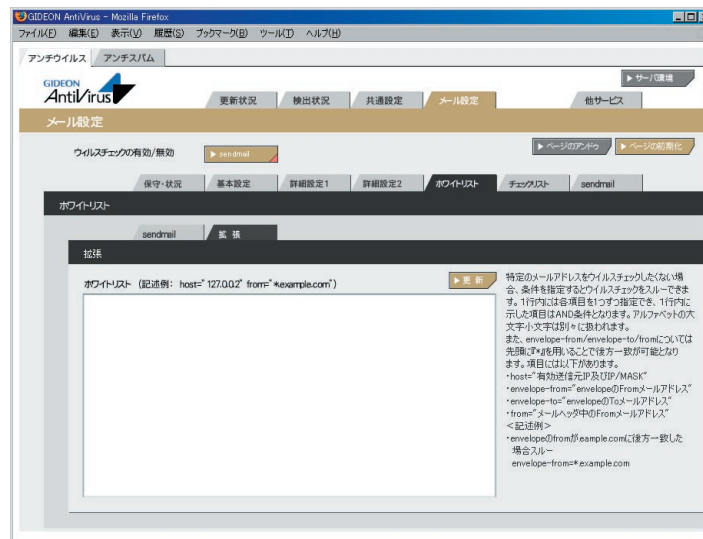 GIDEON AntiVirus - Mozilla Firefox
ファイル(F) 編集(E) 表示(V) 履歴(S) ブックマーク(B) ツール(T) ヘルプ(H)
アンチウイルス アンチスパム
GIDEON
AntiVirus
▶ サーバ環境
更新状況 検出状況 共通設定 メール設定 他サービス
メール設定
ウイルスチェックの有効/無効 ▶ sendmail ▶ ページのアンドゥ ▶ ページの初期化
保守・状況 基本設定 詳細設定1 詳細設定2 ホワイトリスト チェックリスト sendmail
ホワイトリスト
sendmail 拡 張
拡張
ホワイトリスト (記述例: host="127.0.0.2" from="*example.com")
▶ 更 新
特定のメールアドレスをウイルスチェックしたくない場
合、条件を指定するとウイルスチェックをスルーできま
す。1行内には各項目を1つずつ指定でき、1行内に
示した項目はAND条件となります。アルファベットの大
文字小文字は別々に扱われます。
また、envelope-from/envelope-to/fromについては
先頭に『*』を用いることで後方一致が可能となり
ます。項目には以下があります。
・host="有効送信元IP及びIP/MASK"
・envelope-from="envelopeのFromメールアドレス"
・envelope-to="envelopeのToメールアドレス"
・from="メールヘッダ中のFromメールアドレス"
<記述例>
・envelopeのfromがeample.comに後方一致した
場合スルー
envelope-from=*.example.com